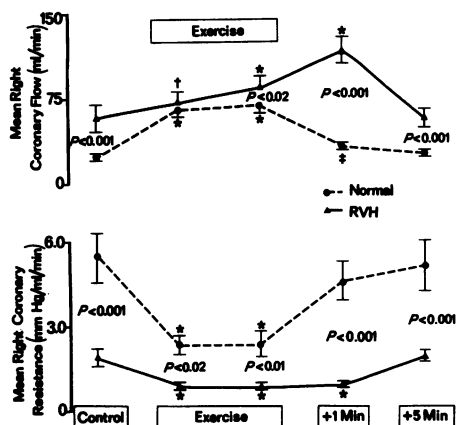 Mean Right
Coronary Flow (ml/min)
150
75
0
Exercise
†
*
*
*
*
*
‡
P<0.001
P<0.02
P<0.001
P<0.001
Normal
RVH
Mean Right Coronary
Resistance (mm Hg/ml/min)
6.0
3.0
0
P<0.001
*
*
P<0.02
P<0.01
P<0.001
P<0.001
*
*
*
Control
Exercise
+1 Min
+5 Min